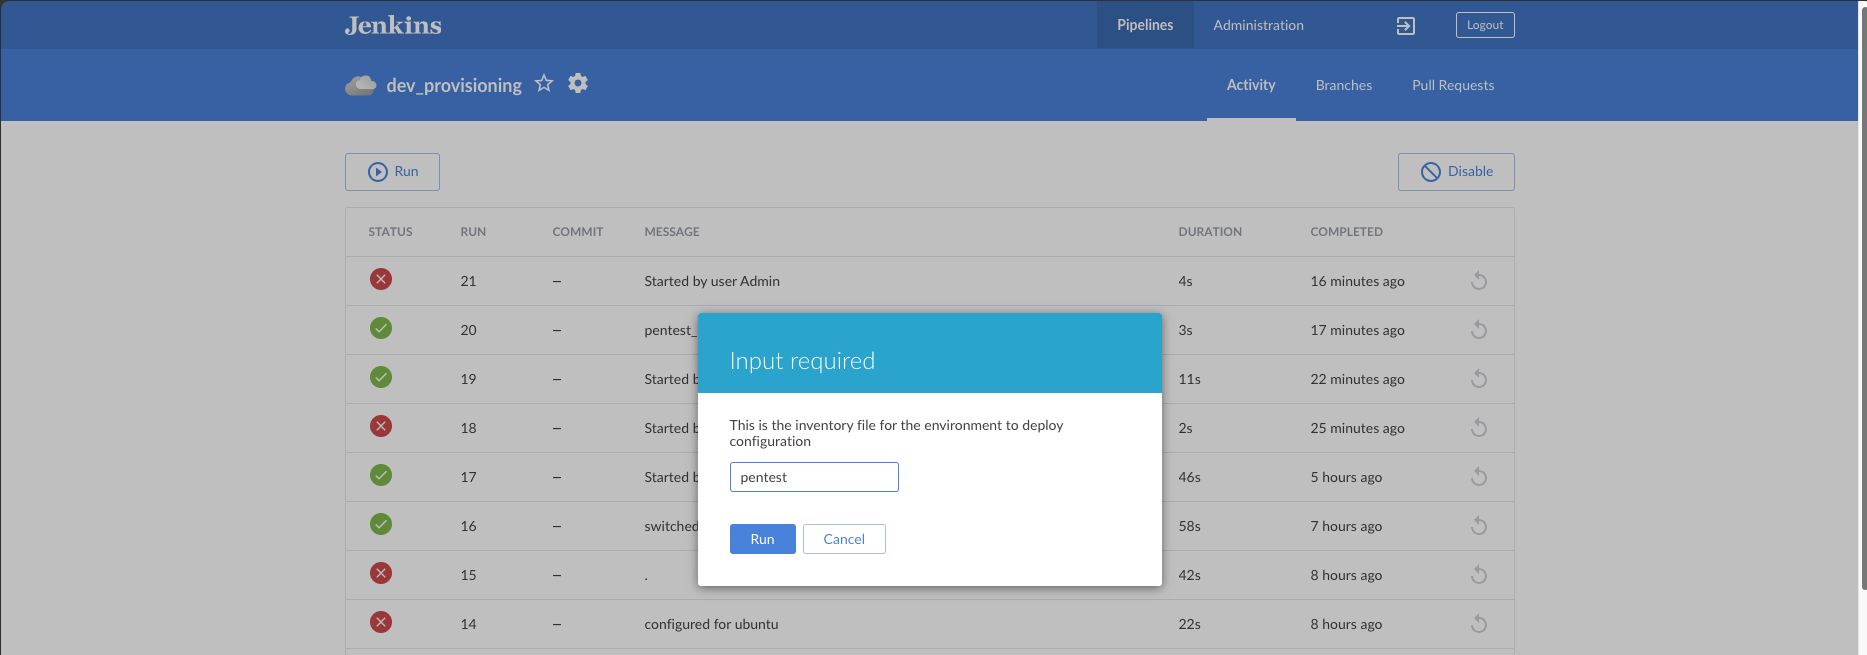 Jenkins
Pipelines Administration Logout
dev_provisioning
Activity Branches Pull Requests
Run Disable
STATUS RUN COMMIT MESSAGE DURATION COMPLETED
21 – Started by user Admin 4s 16 minutes ago
20 – pentest_ 3s 17 minutes ago
Input required
19 – Started 11s 22 minutes ago
This is the inventory file for the environment to deploy
configuration
18 – Started 2s 25 minutes ago
pentest
17 – Started 46s 5 hours ago
16 – switched 58s 7 hours ago
Run Cancel
15 – . 42s 8 hours ago
14 – configured for ubuntu 22s 8 hours ago